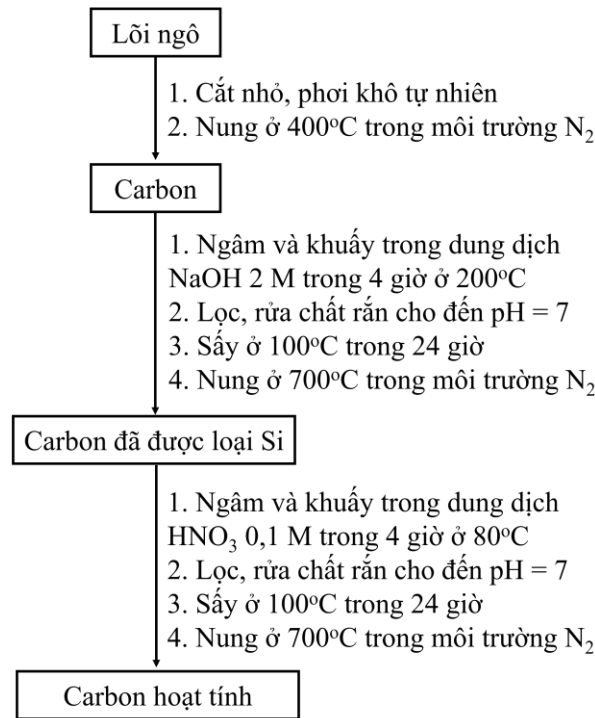 Lõi ngô
1. Cắt nhỏ, phơi khô tự nhiên
2. Nung ở 400°C trong môi trường N₂
Carbon
1. Ngâm và khuấy trong dung dịch
NaOH 2 M trong 4 giờ ở 200°C
2. Lọc, rửa chất rắn cho đến pH = 7
3. Sấy ở 100°C trong 24 giờ
4. Nung ở 700°C trong môi trường N₂
Carbon đã được loại Si
1. Ngâm và khuấy trong dung dịch
HNO₃ 0,1 M trong 4 giờ ở 80°C
2. Lọc, rửa chất rắn cho đến pH = 7
3. Sấy ở 100°C trong 24 giờ
4. Nung ở 700°C trong môi trường N₂
Carbon hoạt tính